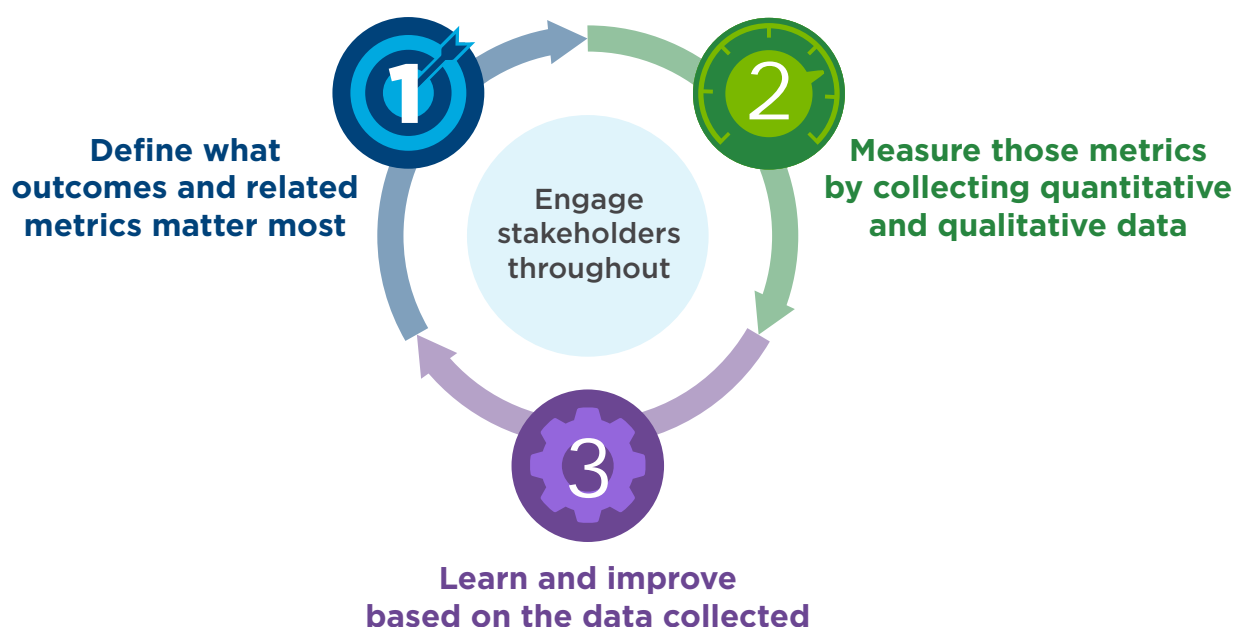 1
Define what
outcomes and related
metrics matter most
2
Measure those metrics
by collecting quantitative
and qualitative data
Engage
stakeholders
throughout
3
Learn and improve
based on the data collected